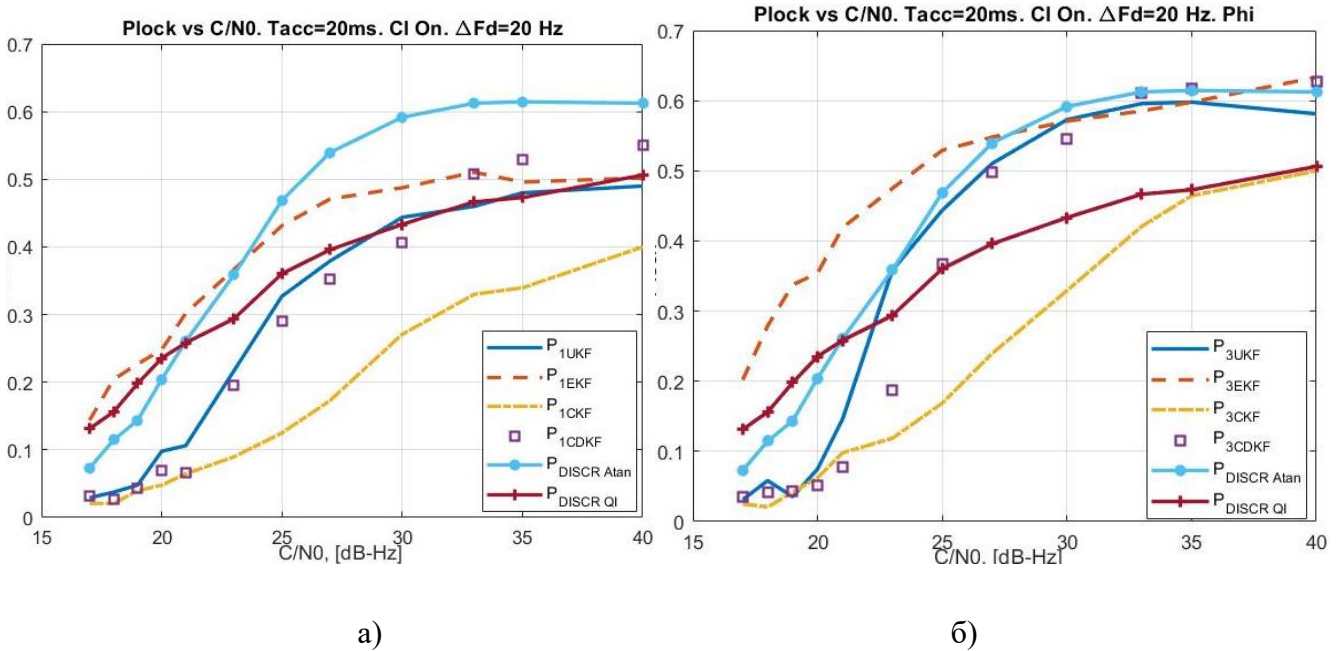 Plock vs C/N0. Tacc=20ms. Cl On. ΔFd=20 Hz
0.7
0.6
0.5
0.4
0.3
0.2
0.1
0
15
20
25
30
35
40
C/N0, [dB-Hz]
P1UKF
P1EKF
P1CKF
P1CDKF
PDISCR Atan
PDISCR QI
а)
Plock vs C/N0. Tacc=20ms. Cl On. ΔFd=20 Hz. Phi
0.7
0.6
0.5
0.4
0.3
0.2
0.1
0
15
20
25
30
35
40
C/N0, [dB-Hz]
P3UKF
P3EKF
P3CKF
P3CDKF
PDISCR Atan
PDISCR QI
б)